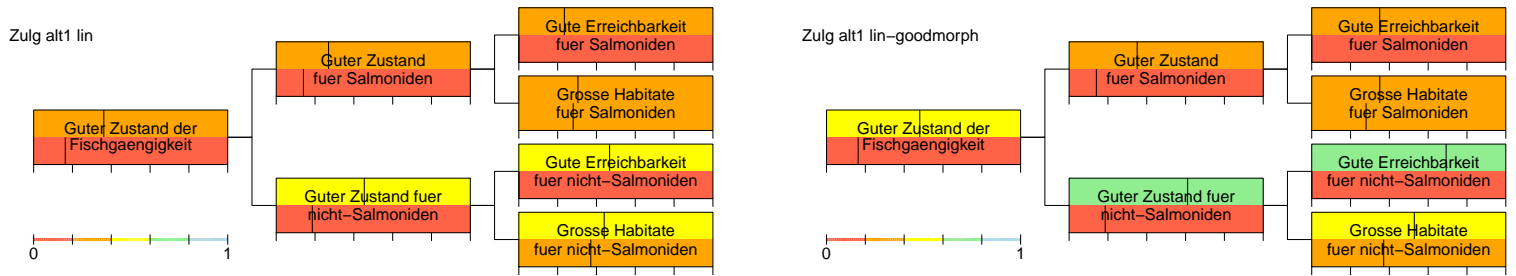 Zulg alt1 lin
Gute Erreichbarkeit
fuer Salmoniden
Guter Zustand
fuer Salmoniden
Grosse Habitate
fuer Salmoniden
Guter Zustand der
Fischgaengigkeit
Gute Erreichbarkeit
fuer nicht−Salmoniden
Guter Zustand fuer
nicht−Salmoniden
Grosse Habitate
fuer nicht−Salmoniden
0 1
Zulg alt1 lin−goodmorph
Gute Erreichbarkeit
fuer Salmoniden
Guter Zustand
fuer Salmoniden
Grosse Habitate
fuer Salmoniden
Guter Zustand der
Fischgaengigkeit
Gute Erreichbarkeit
fuer nicht−Salmoniden
Guter Zustand fuer
nicht−Salmoniden
Grosse Habitate
fuer nicht−Salmoniden
0 1